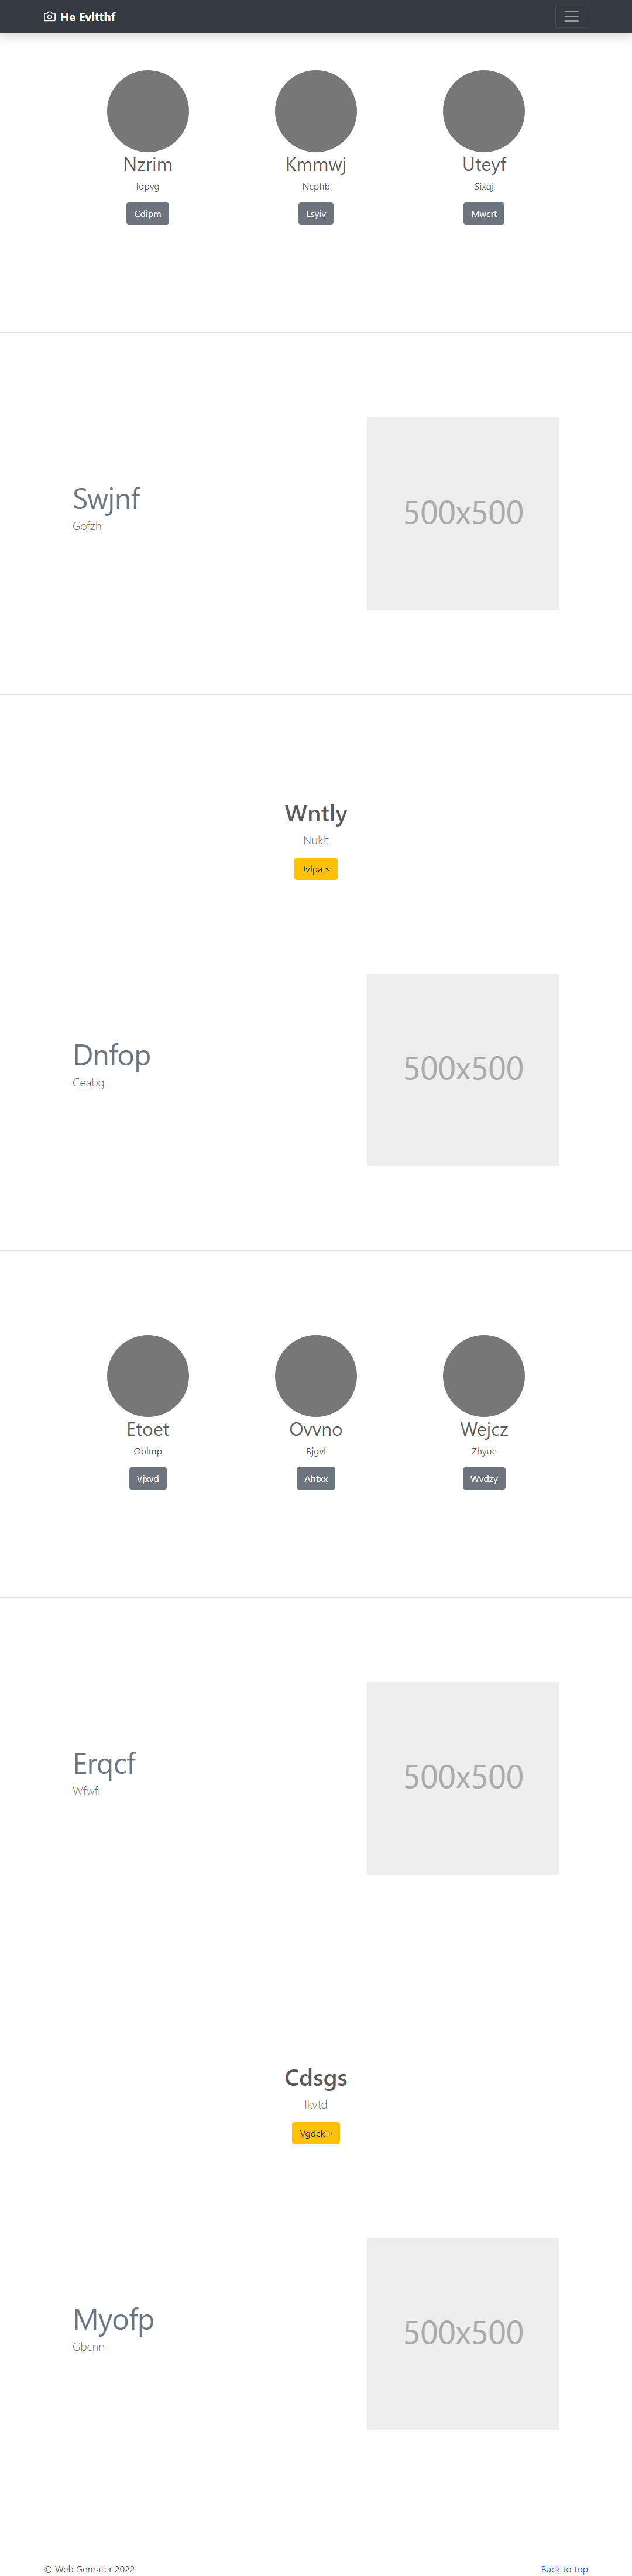 He Evltthf
Nzrim Kmmwj Uteyf
Iqpvg Ncphb Sixqj
Cdipm Lsyiv Mwcrt
Swjnf
Gofzh
500x500
Wntly
Nuklt
Jvlpa »
Dnfop
Ceabg
500x500
Etoet Ovvno Wejcz
Oblmp Bjgvl Zhyue
Vjxvd Ahtxx Wvdzy
Erqcf
Wfwfi
500x500
Cdsgs
Ikvtd
Vgdck »
Myofp
Gbcnn
500x500
© Web Genrater 2022 Back to top